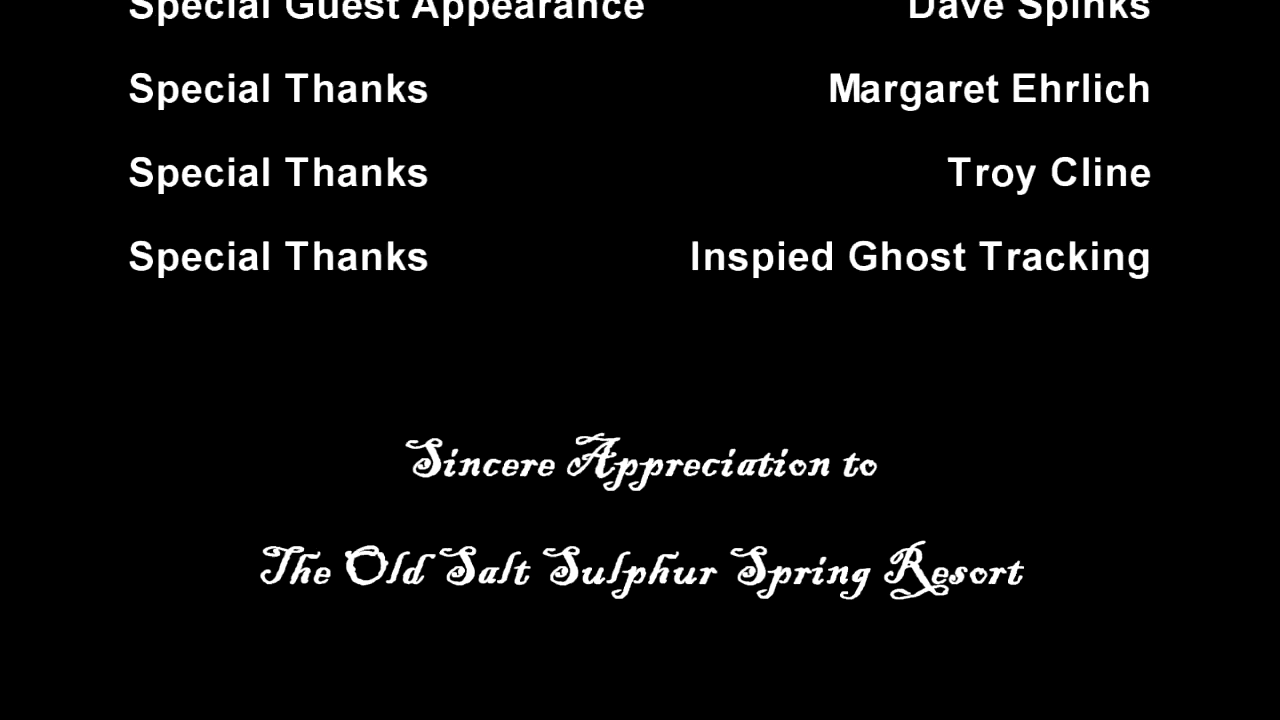 Special Guest Appearance Dave Spinks
Special Thanks Margaret Ehrlich
Special Thanks Troy Cline
Special Thanks Inspied Ghost Tracking
Sincere Appreciation to
The Old Salt Sulphur Spring Resort